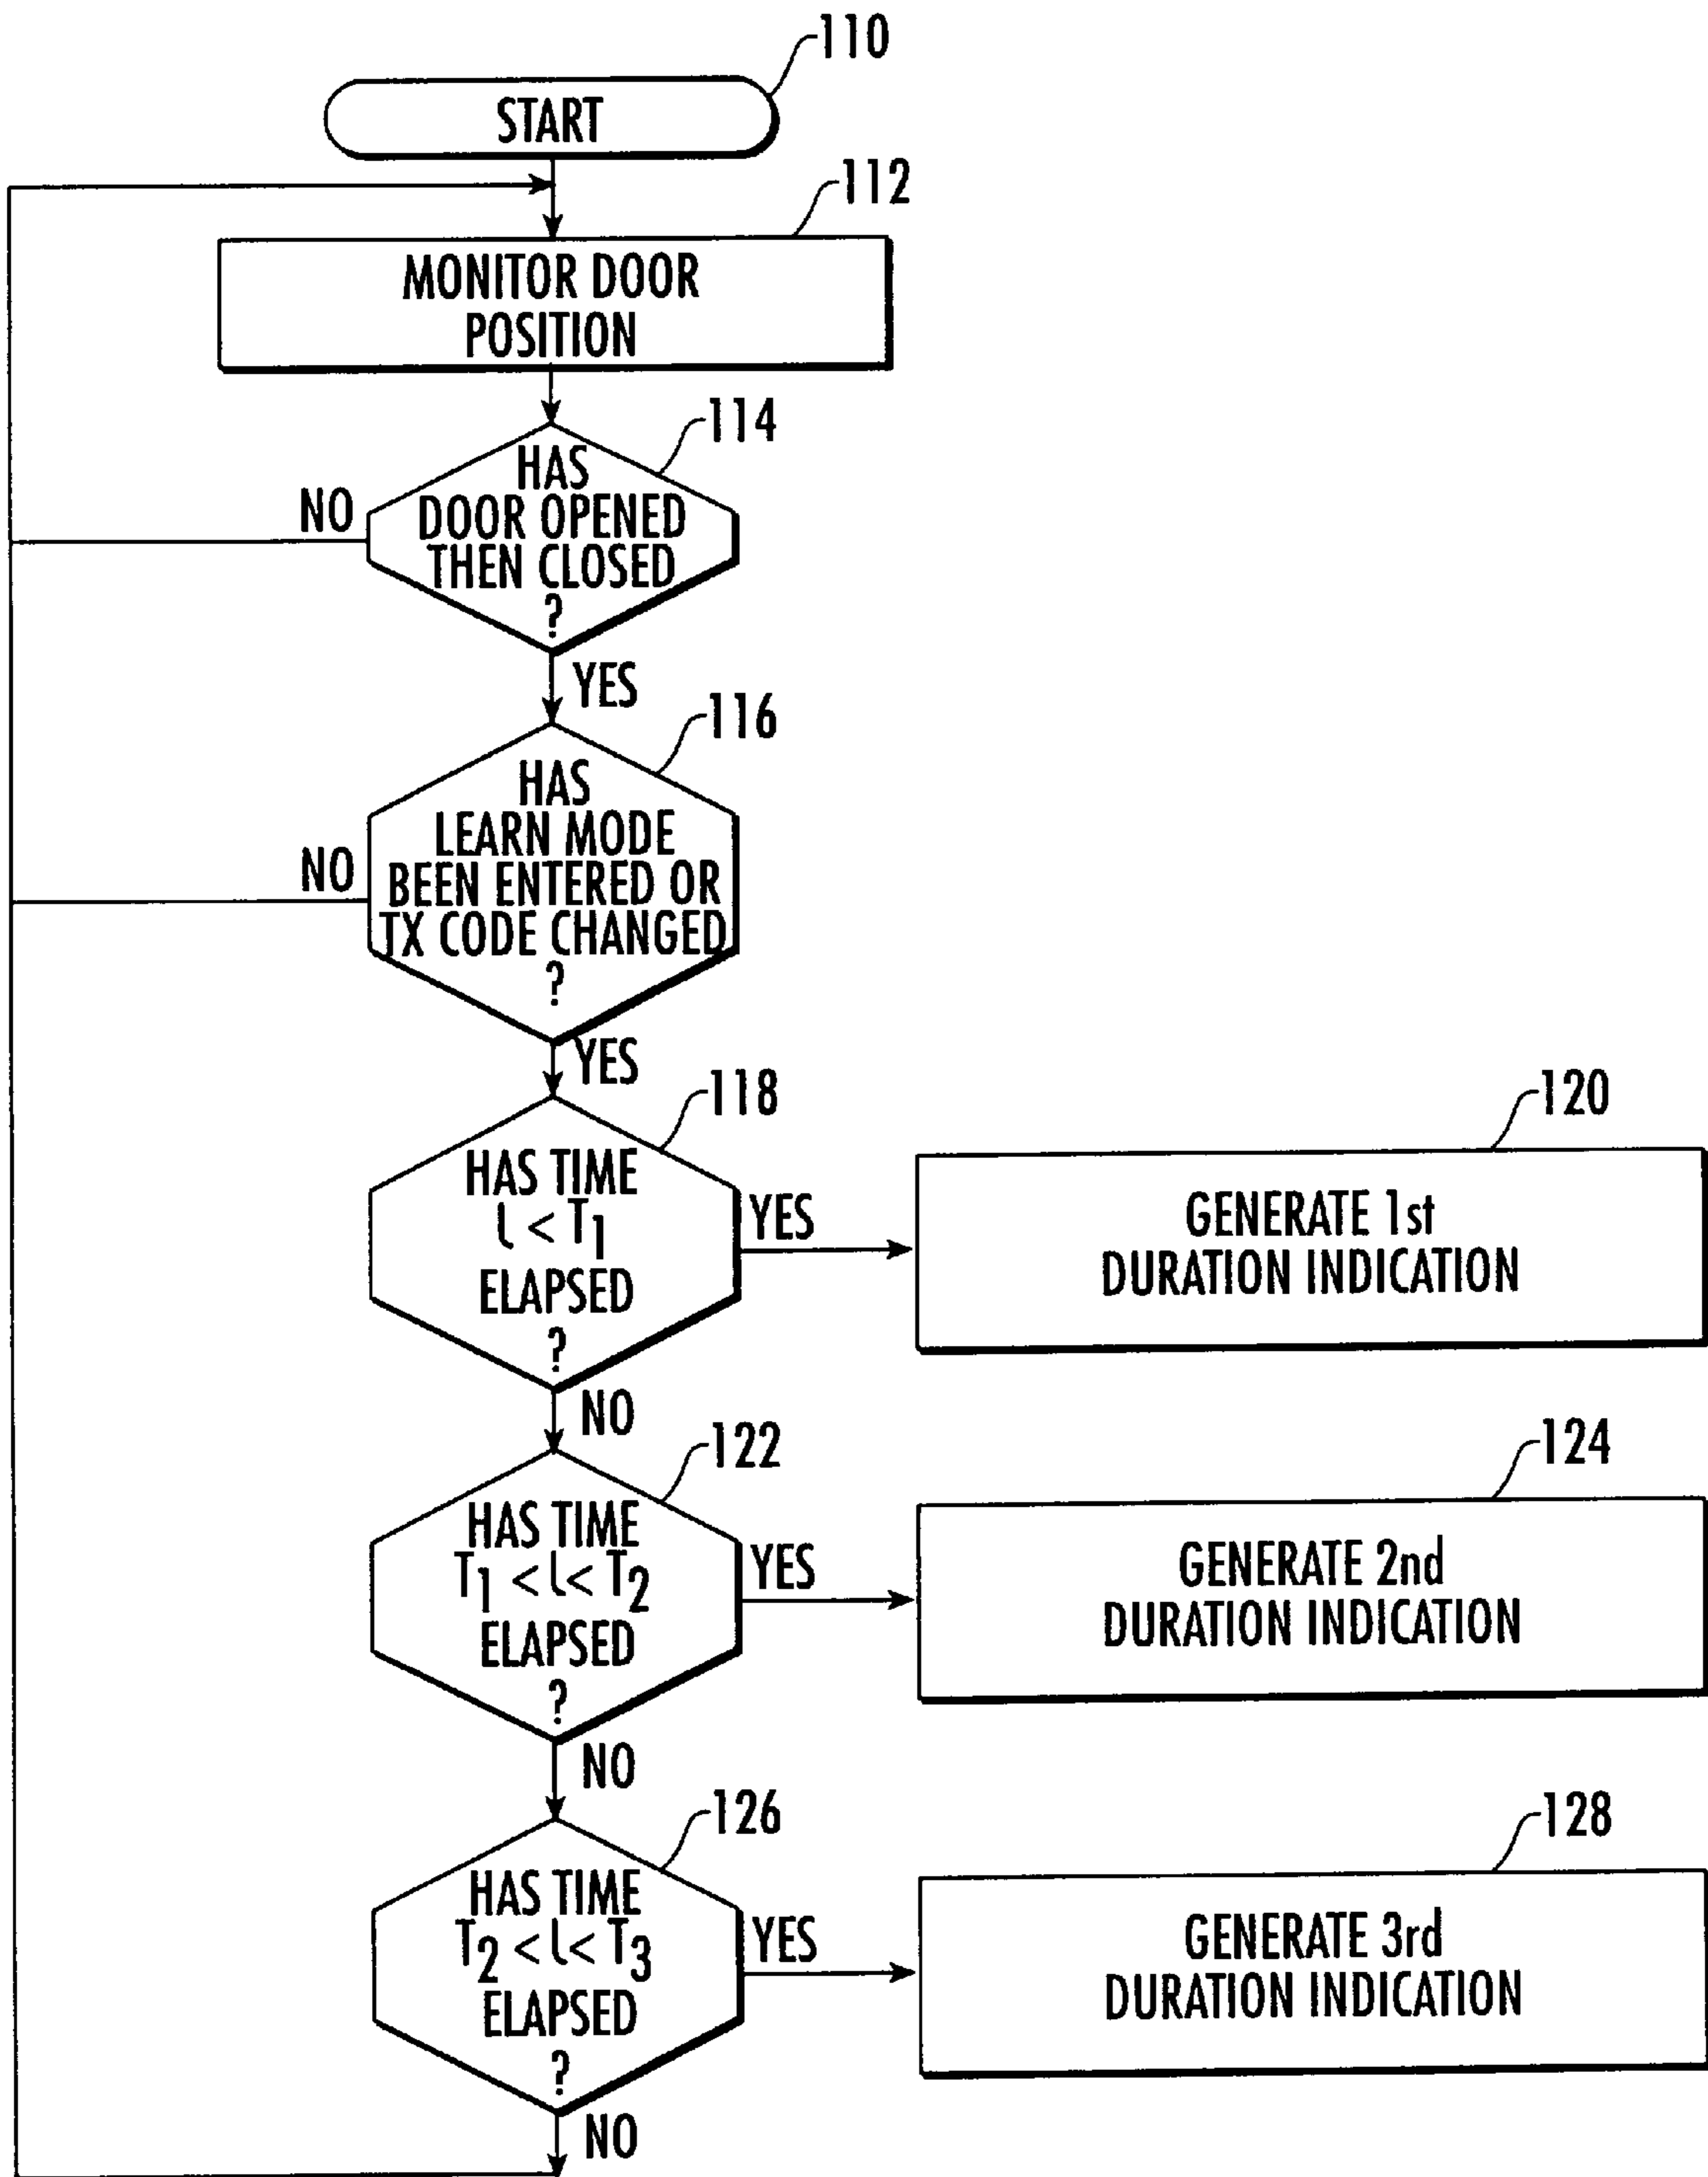 110
START
112
MONITOR DOOR
POSITION
114
HAS
DOOR OPENED
THEN CLOSED
?
NO
YES
116
HAS
LEARN MODE
BEEN ENTERED OR
TX CODE CHANGED
?
NO
YES
118
HAS TIME
t < T1
ELAPSED
?
YES
120
GENERATE 1st
DURATION INDICATION
NO
122
HAS TIME
T1 < t < T2
ELAPSED
?
YES
124
GENERATE 2nd
DURATION INDICATION
NO
126
HAS TIME
T2 < t < T3
ELAPSED
?
YES
128
GENERATE 3rd
DURATION INDICATION
NO